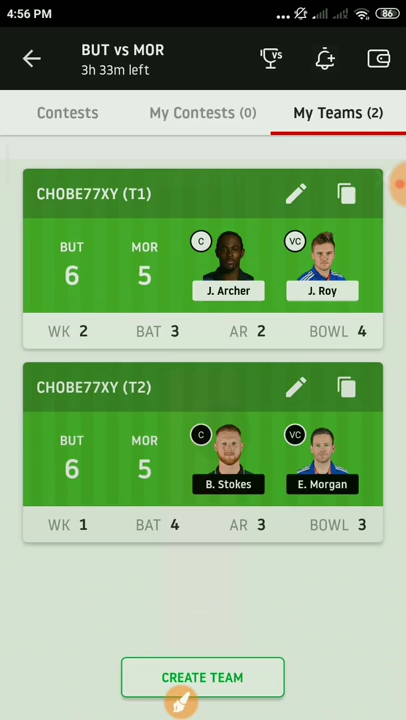 4:56 PM
86
BUT vs MOR
3h 33m left
VS
Contests
My Contests (0)
My Teams (2)
CHOBE77XY (T1)
BUT
MOR
6
5
C
VC
J. Archer
J. Roy
WK 2
BAT 3
AR 2
BOWL 4
CHOBE77XY (T2)
BUT
MOR
6
5
C
VC
B. Stokes
E. Morgan
WK 1
BAT 4
AR 3
BOWL 3
CREATE TEAM